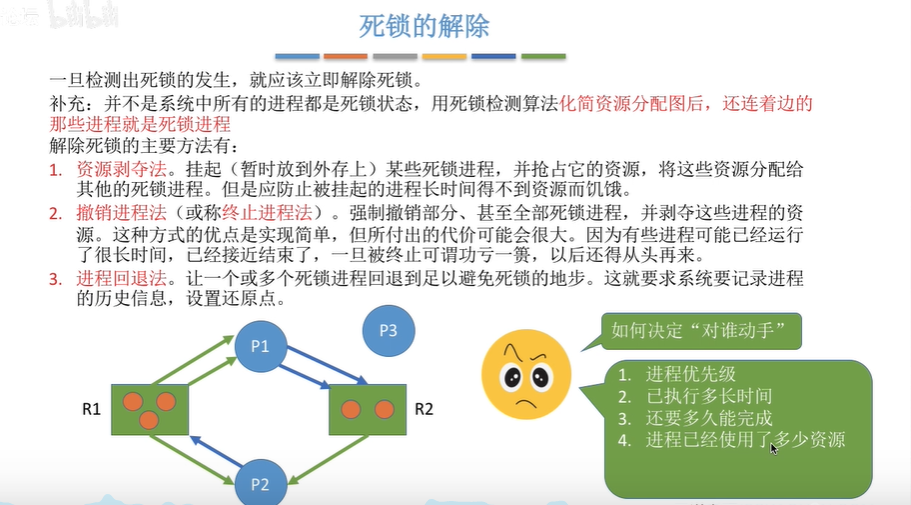 bilibili
死锁的解除
一旦检测出死锁的发生，就应该立即解除死锁。
补充：并不是系统中所有的进程都是死锁状态，用死锁检测算法化简资源分配图后，还连着边的
那些进程就是死锁进程
解除死锁的主要方法有：
1. 资源剥夺法。挂起（暂时放到外存上）某些死锁进程，并抢占它的资源，将这些资源分配给
其他的死锁进程。但是应防止被挂起的进程长时间得不到资源而饥饿。
2. 撤销进程法（或称终止进程法）。强制撤销部分、甚至全部死锁进程，并剥夺这些进程的资
源。这种方式的优点是实现简单，但所付出的代价可能会很大。因为有些进程可能已经运行
了很长时间，已经接近结束了，一旦被终止可谓功亏一篑，以后还得从头再来。
3. 进程回退法。让一个或多个死锁进程回退到足以避免死锁的地步。这就要求系统要记录进程
的历史信息，设置还原点。
P1
P3
R1
R2
P2
如何决定“对谁动手”
1. 进程优先级
2. 已执行多长时间
3. 还要多久能完成
4. 进程已经使用了多少资源